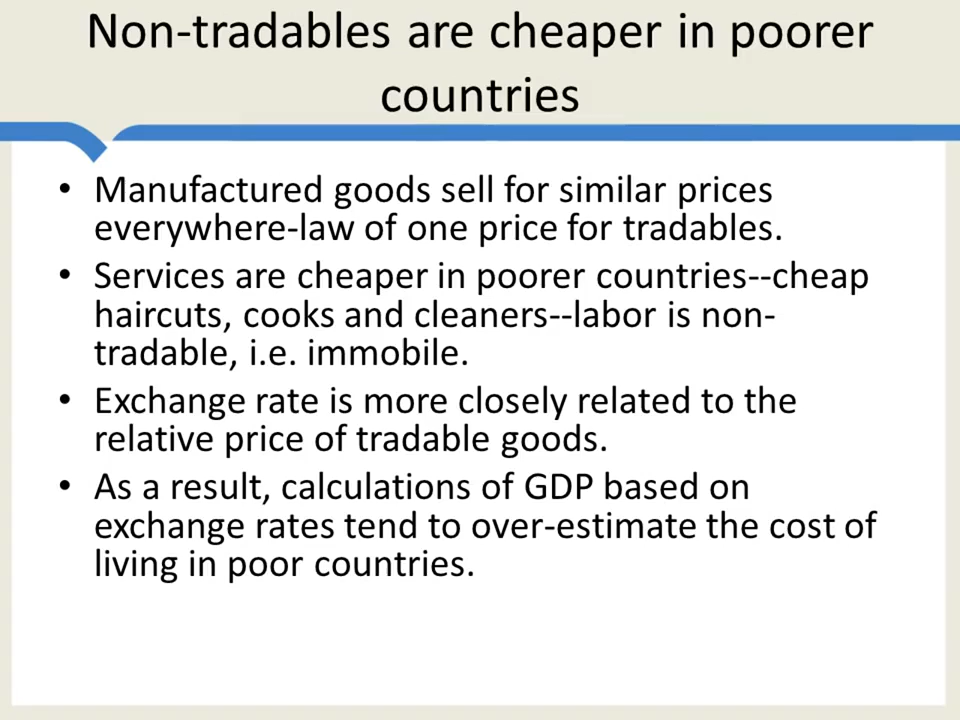 Non-tradables are cheaper in poorer
countries
• Manufactured goods sell for similar prices
everywhere-law of one price for tradables.
• Services are cheaper in poorer countries--cheap
haircuts, cooks and cleaners--labor is non-
tradable, i.e. immobile.
• Exchange rate is more closely related to the
relative price of tradable goods.
• As a result, calculations of GDP based on
exchange rates tend to over-estimate the cost of
living in poor countries.